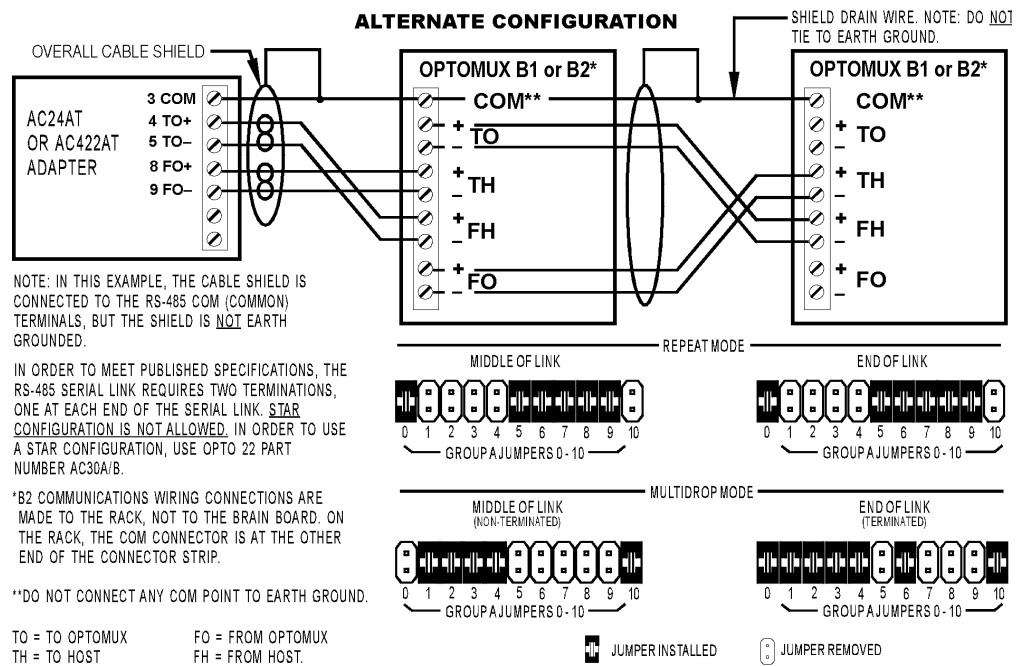 ALTERNATE CONFIGURATION
SHIELD DRAIN WIRE. NOTE: DO NOT
TIE TO EARTH GROUND.
OVERALL CABLE SHIELD
AC24AT
OR AC422AT
ADAPTER
3 COM
4 TO+
5 TO–
8 FO+
9 FO–
OPTOMUX B1 or B2*
COM**
+
TO
–
+
TH
–
+
FH
–
+
FO
–
OPTOMUX B1 or B2*
COM**
+
TO
–
+
TH
–
+
FH
–
+
FO
–
NOTE: IN THIS EXAMPLE, THE CABLE SHIELD IS
CONNECTED TO THE RS-485 COM (COMMON)
TERMINALS, BUT THE SHIELD IS NOT EARTH
GROUNDED.
IN ORDER TO MEET PUBLISHED SPECIFICATIONS, THE
RS-485 SERIAL LINK REQUIRES TWO TERMINATIONS,
ONE AT EACH END OF THE SERIAL LINK. STAR
CONFIGURATION IS NOT ALLOWED. IN ORDER TO USE
A STAR CONFIGURATION, USE OPTO 22 PART
NUMBER AC30A/B.
*B2 COMMUNICATIONS WIRING CONNECTIONS ARE
MADE TO THE RACK, NOT TO THE BRAIN BOARD. ON
THE RACK, THE COM CONNECTOR IS AT THE OTHER
END OF THE CONNECTOR STRIP.
**DO NOT CONNECT ANY COM POINT TO EARTH GROUND.
TO = TO OPTOMUX FO = FROM OPTOMUX
TH = TO HOST FH = FROM HOST.
REPEAT MODE
MIDDLE OF LINK
0 1 2 3 4 5 6 7 8 9 10
GROUP A JUMPERS 0 - 10
END OF LINK
0 1 2 3 4 5 6 7 8 9 10
GROUP A JUMPERS 0 - 10
MULTIDROP MODE
MIDDLE OF LINK
(NON-TERMINATED)
0 1 2 3 4 5 6 7 8 9 10
GROUP A JUMPERS 0 - 10
END OF LINK
(TERMINATED)
0 1 2 3 4 5 6 7 8 9 10
GROUP A JUMPERS 0 - 10
JUMPER INSTALLED
JUMPER REMOVED